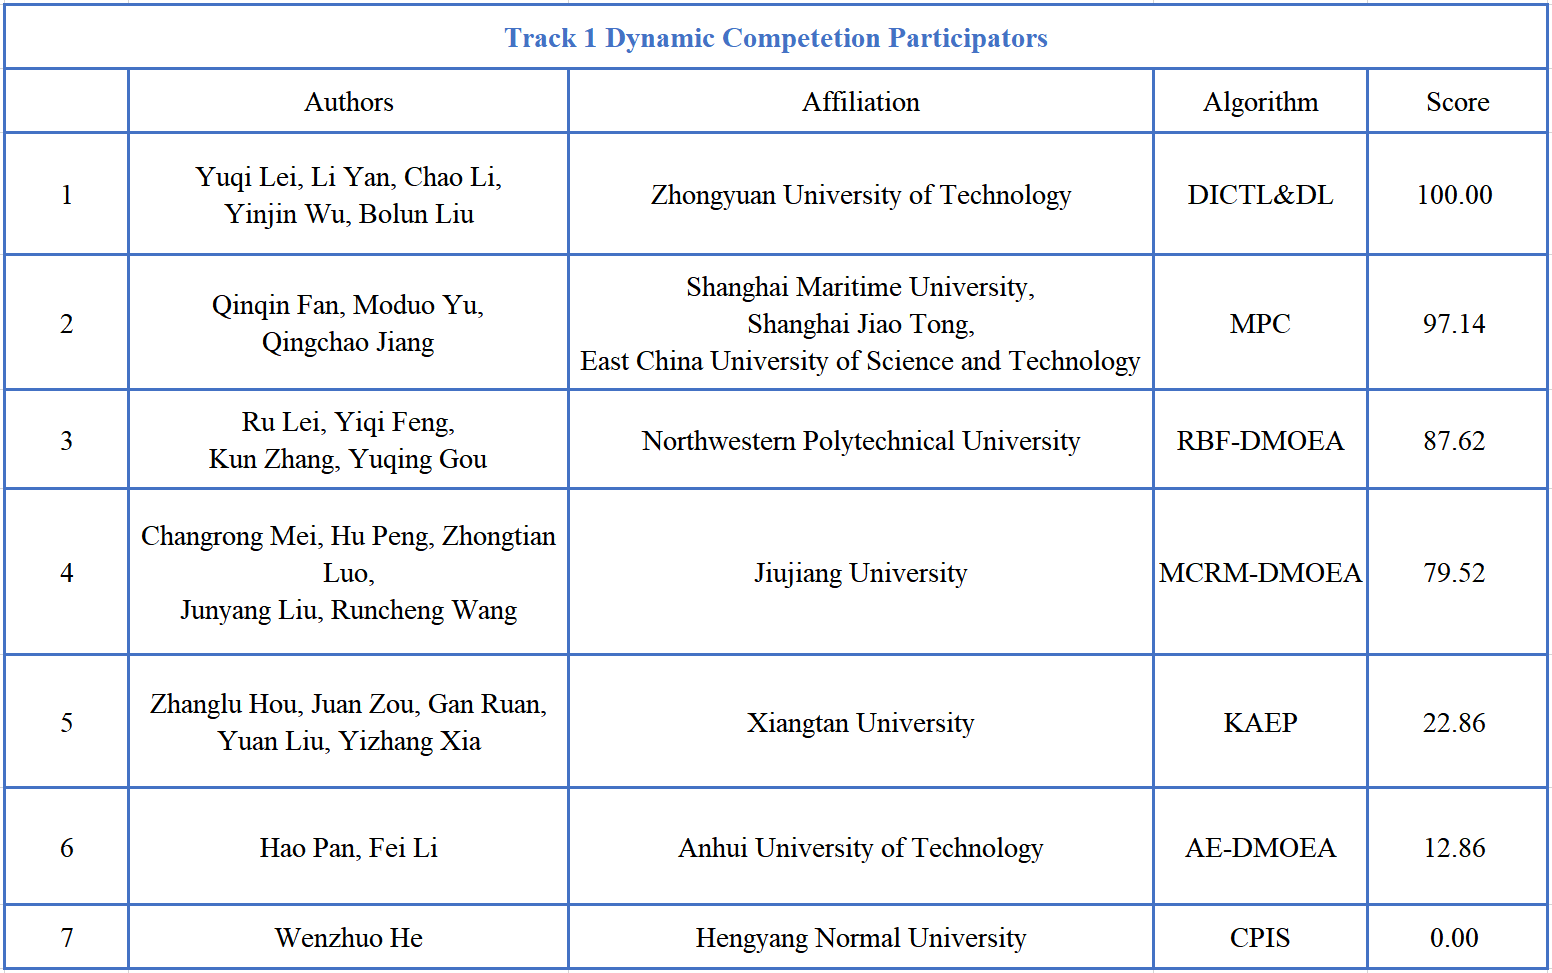 Track 1 Dynamic Competetion Participators
Authors Affiliation Algorithm Score
1
Yuqi Lei, Li Yan, Chao Li,
Yinjin Wu, Bolun Liu
Zhongyuan University of Technology
DICTL&DL
100.00
2
Qinqin Fan, Moduo Yu,
Qingchao Jiang
Shanghai Maritime University,
Shanghai Jiao Tong,
East China University of Science and Technology
MPC
97.14
3
Ru Lei, Yiqi Feng,
Kun Zhang, Yuqing Gou
Northwestern Polytechnical University
RBF-DMOEA
87.62
4
Changrong Mei, Hu Peng, Zhongtian
Luo,
Junyang Liu, Runcheng Wang
Jiujiang University
MCRM-DMOEA
79.52
5
Zhanglu Hou, Juan Zou, Gan Ruan,
Yuan Liu, Yizhang Xia
Xiangtan University
KAEP
22.86
6
Hao Pan, Fei Li
Anhui University of Technology
AE-DMOEA
12.86
7
Wenzhuo He
Hengyang Normal University
CPIS
0.00